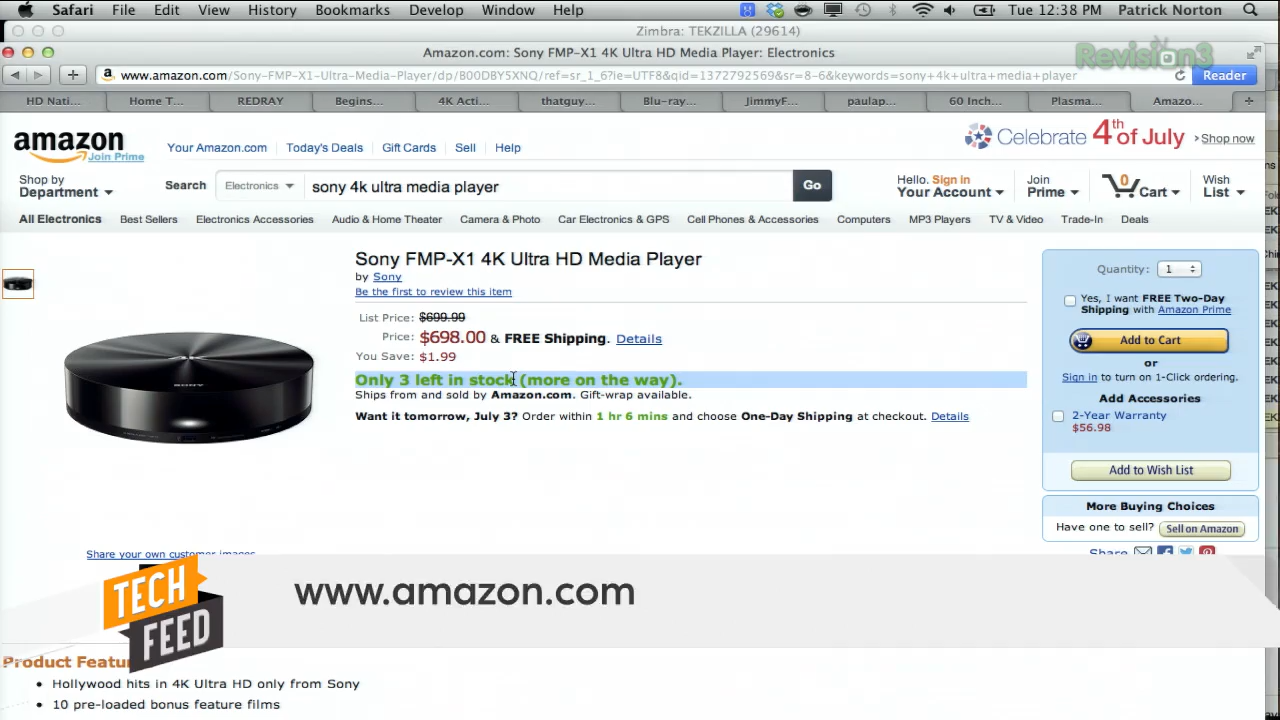 Safari File Edit View History Bookmarks Develop Window Help Tue 12:38 PM Patrick Norton
Zimbra: TEKZILLA (29614)
Amazon.com: Sony FMP-X1 4K Ultra HD Media Player: Electronics
Revision3
www.amazon.com/Sony-FMP-X1-Ultra-Media-Player/dp/B00DBY5XNQ/ref=sr_1_6?ie=UTF8&qid=1372792569&sr=8-6&keywords=sony+4k+ultra+media+player
Reader
HD Nati... Home T... REDRAY Begins... 4K Acti... thatguy... Blu-ray... JimmyF... paulap... 60 Inch... Plasma... Amazo...
amazon
Join Prime
Your Amazon.com Today's Deals Gift Cards Sell Help
Celebrate 4th of July Shop now
Shop by
Department
Search Electronics sony 4k ultra media player Go
Hello. Sign in
Your Account
Join
Prime
0
Cart
Wish
List
All Electronics Best Sellers Electronics Accessories Audio & Home Theater Camera & Photo Car Electronics & GPS Cell Phones & Accessories Computers MP3 Players TV & Video Trade-In Deals
Sony FMP-X1 4K Ultra HD Media Player
by Sony
Be the first to review this item
List Price: $699.99
Price: $698.00 & FREE Shipping. Details
You Save: $1.99
Only 3 left in stock (more on the way).
Ships from and sold by Amazon.com. Gift-wrap available.
Want it tomorrow, July 3? Order within 1 hr 6 mins and choose One-Day Shipping at checkout. Details
SONY
Quantity: 1
Yes, I want FREE Two-Day
Shipping with Amazon Prime
Add to Cart
or
Sign in to turn on 1-Click ordering.
Add Accessories
2-Year Warranty
$56.98
Add to Wish List
More Buying Choices
Have one to sell? Sell on Amazon
Share
Share your own customer images
TECH
FEED
www.amazon.com
Product Featu
Hollywood hits in 4K Ultra HD only from Sony
10 pre-loaded bonus feature films